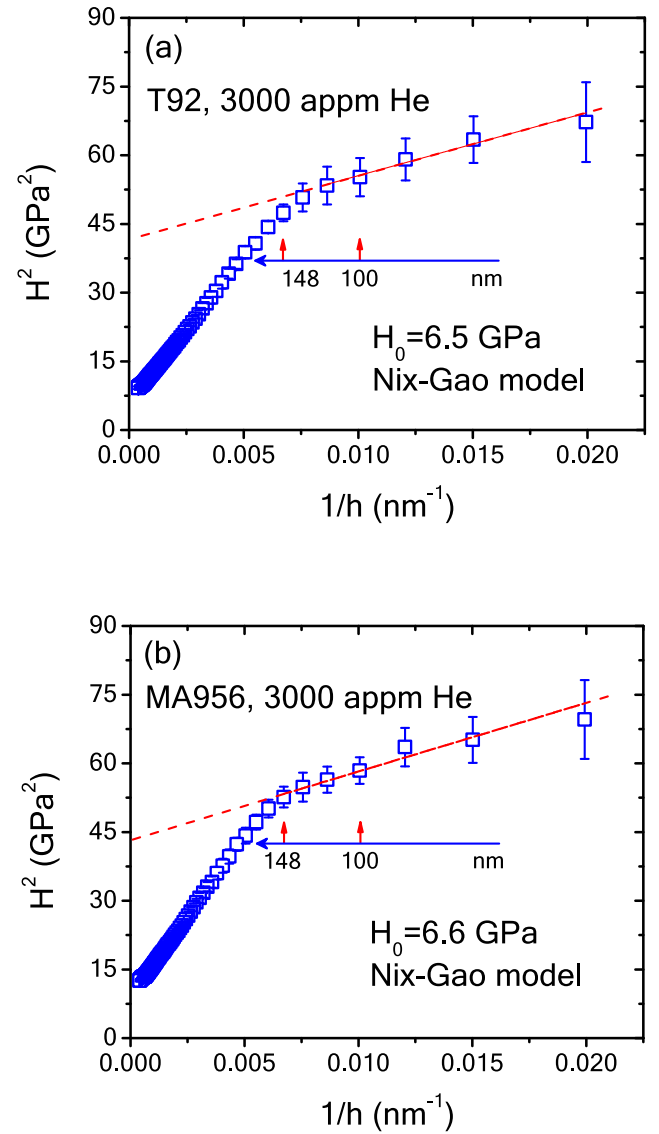 (a)
T92, 3000 appm He
90
75
60
45
30
15
0
H² (GPa²)
148 100 nm
H₀=6.5 GPa
Nix-Gao model
0.000 0.005 0.010 0.015 0.020
1/h (nm⁻¹)
(b)
MA956, 3000 appm He
90
75
60
45
30
15
0
H² (GPa²)
148 100 nm
H₀=6.6 GPa
Nix-Gao model
0.000 0.005 0.010 0.015 0.020
1/h (nm⁻¹)